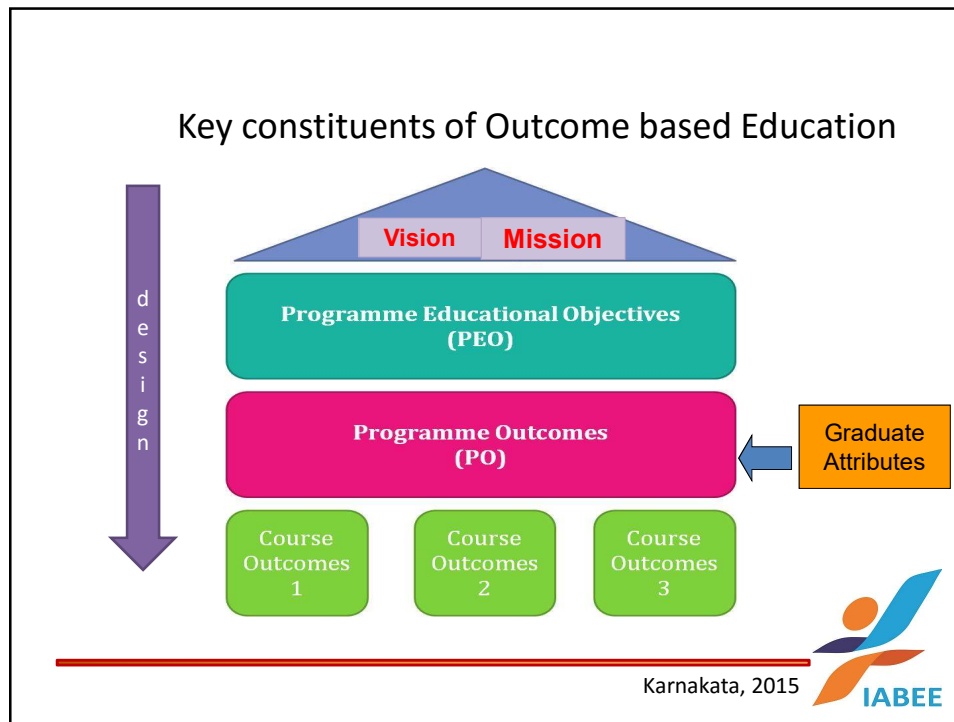 Key constituents of Outcome based Education
Vision
Mission
design
Programme Educational Objectives
(PEO)
Programme Outcomes
(PO)
Graduate
Attributes
Course
Outcomes
1
Course
Outcomes
2
Course
Outcomes
3
Karnakata, 2015
IABEE